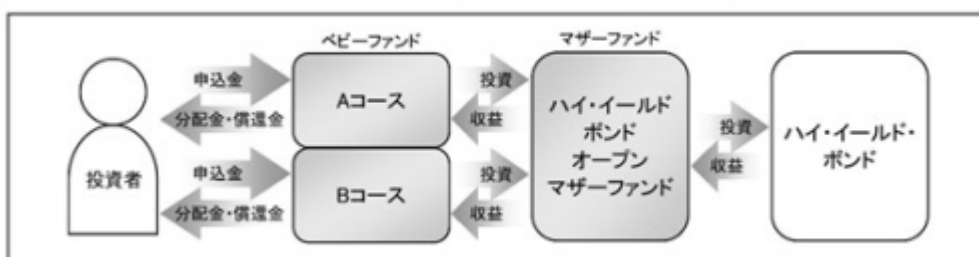 ベビーファンド
マザーファンド
申込金
Aコース
分配金・償還金
投資
収益
投資者
申込金
Bコース
分配金・償還金
投資
収益
ハイ・イールド
ボンド
オープン
マザーファンド
投資
収益
ハイ・イールド・
ボンド